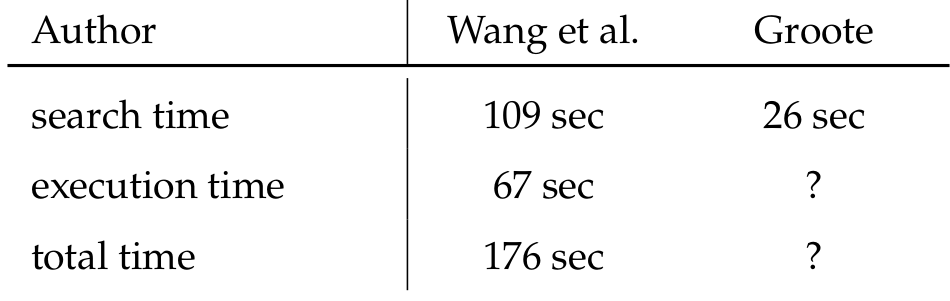 Author Wang et al. Groote
search time 109 sec 26 sec
execution time 67 sec ?
total time 176 sec ?